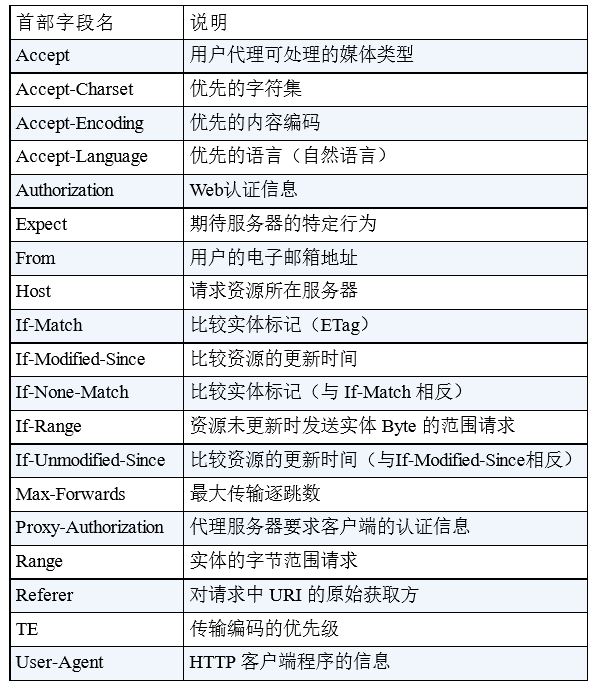 首部字段名 说明
Accept 用户代理可处理的媒体类型
Accept-Charset 优先的字符集
Accept-Encoding 优先的内容编码
Accept-Language 优先的语言（自然语言）
Authorization Web认证信息
Expect 期待服务器的特定行为
From 用户的电子邮箱地址
Host 请求资源所在服务器
If-Match 比较实体标记（ETag）
If-Modified-Since 比较资源的更新时间
If-None-Match 比较实体标记（与 If-Match 相反）
If-Range 资源未更新时发送实体 Byte 的范围请求
If-Unmodified-Since 比较资源的更新时间（与If-Modified-Since相反）
Max-Forwards 最大传输逐跳数
Proxy-Authorization 代理服务器要求客户端的认证信息
Range 实体的字节范围请求
Referer 对请求中 URI 的原始获取方
TE 传输编码的优先级
User-Agent HTTP 客户端程序的信息